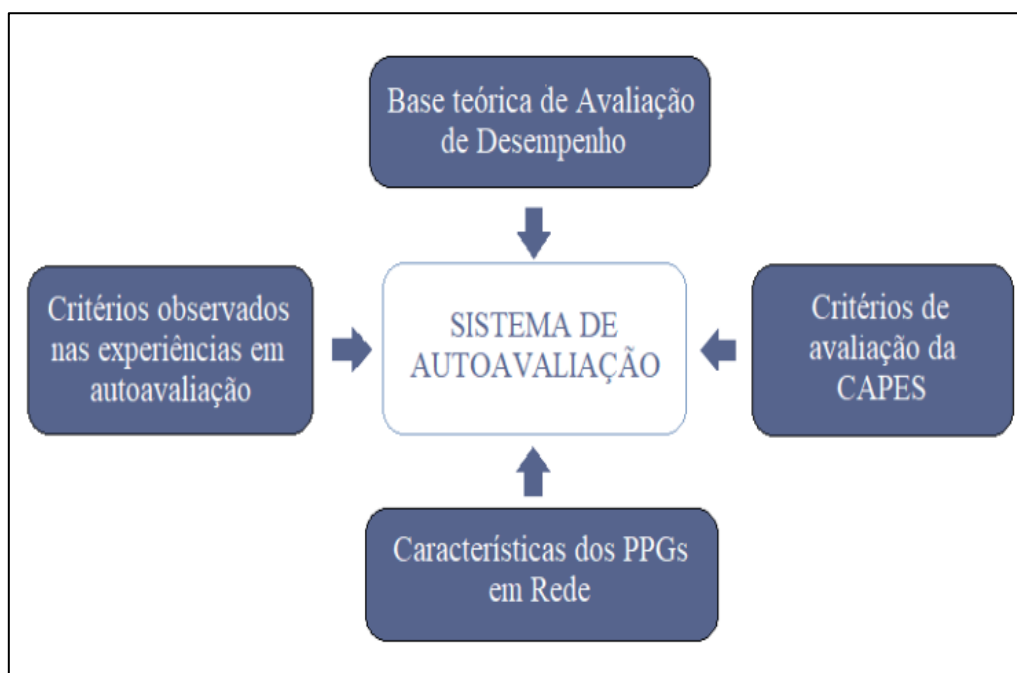 Base teórica de Avaliação
de Desempenho
Critérios observados
nas experiências em
autoavaliação
SISTEMA DE
AUTOAVALIAÇÃO
Critérios de
avaliação da
CAPES
Características dos PPGs
em Rede